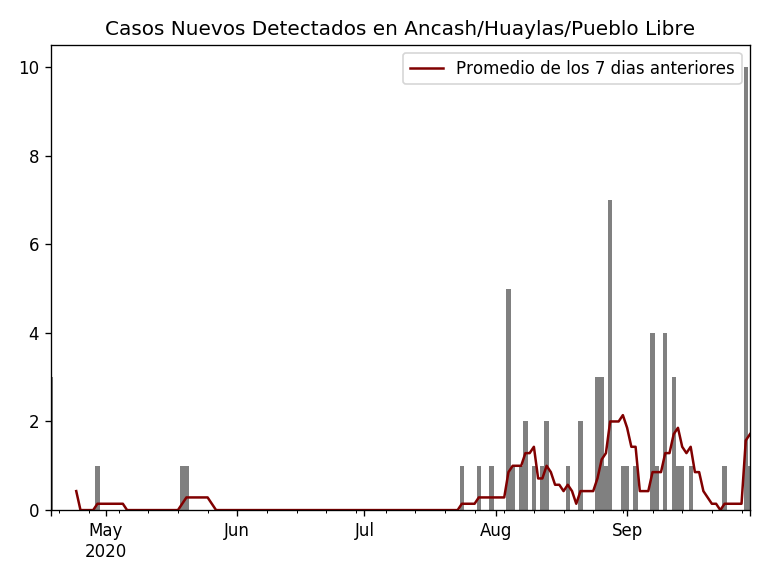 Casos Nuevos Detectados en Ancash/Huaylas/Pueblo Libre
Promedio de los 7 dias anteriores
10
8
6
4
2
0
May Jun Jul Aug Sep
2020